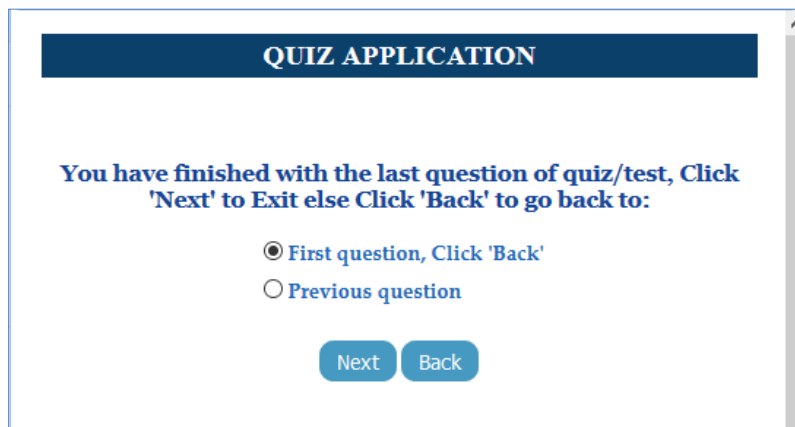 QUIZ APPLICATION
You have finished with the last question of quiz/test, Click
'Next' to Exit else Click 'Back' to go back to:
First question, Click 'Back'
Previous question
Next Back